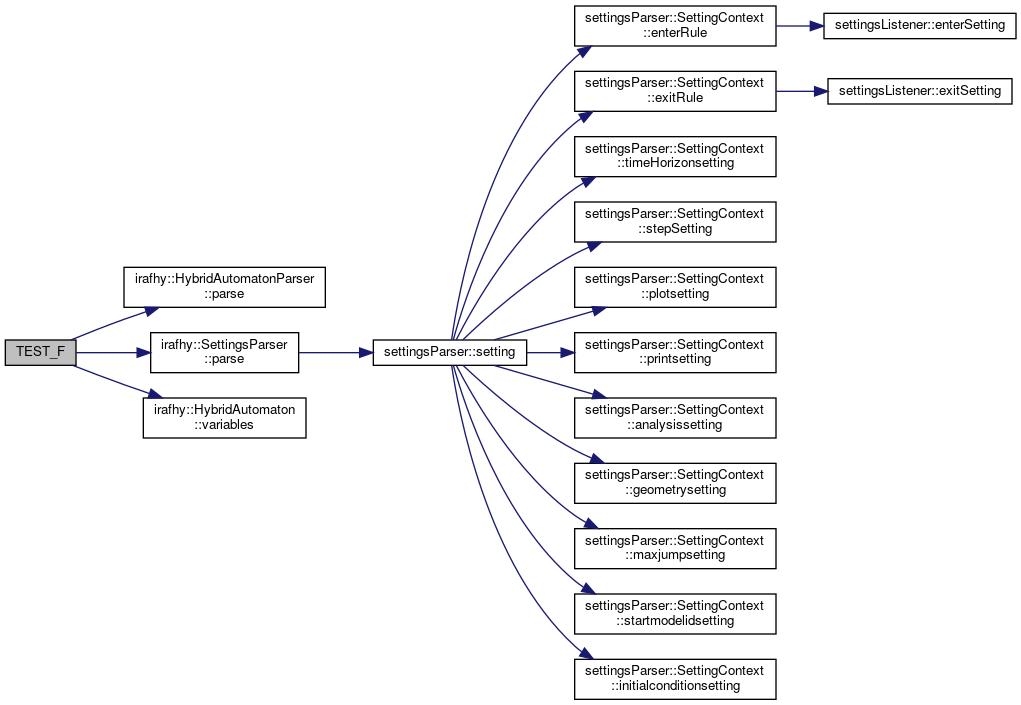 TEST_F
irafhy::HybridAutomatonParser
::parse
irafhy::SettingsParser
::parse
irafhy::HybridAutomaton
::variables
settingsParser::setting
settingsParser::SettingContext
::enterRule
settingsParser::SettingContext
::exitRule
settingsParser::SettingContext
::timeHorizonsetting
settingsParser::SettingContext
::stepSetting
settingsParser::SettingContext
::plotsetting
settingsParser::SettingContext
::printsetting
settingsParser::SettingContext
::analysissetting
settingsParser::SettingContext
::geometrysetting
settingsParser::SettingContext
::maxjumpsetting
settingsParser::SettingContext
::startmodelidsetting
settingsParser::SettingContext
::initialconditionsetting
settingsListener::enterSetting
settingsListener::exitSetting